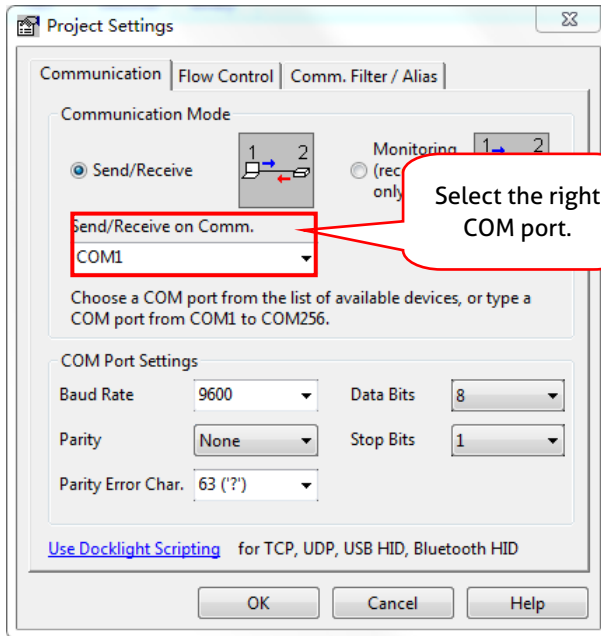 Project Settings
Communication
Flow Control
Comm. Filter / Alias
Communication Mode
Send/Receive
1 2
Monitoring
only
1 2
Select the right
COM port.
Send/Receive on Comm.
COM1
Choose a COM port from the list of available devices, or type a
COM port from COM1 to COM256.
COM Port Settings
Baud Rate 9600 Data Bits 8
Parity None Stop Bits 1
Parity Error Char. 63 ('?')
Use Docklight Scripting for TCP, UDP, USB HID, Bluetooth HID
OK Cancel Help